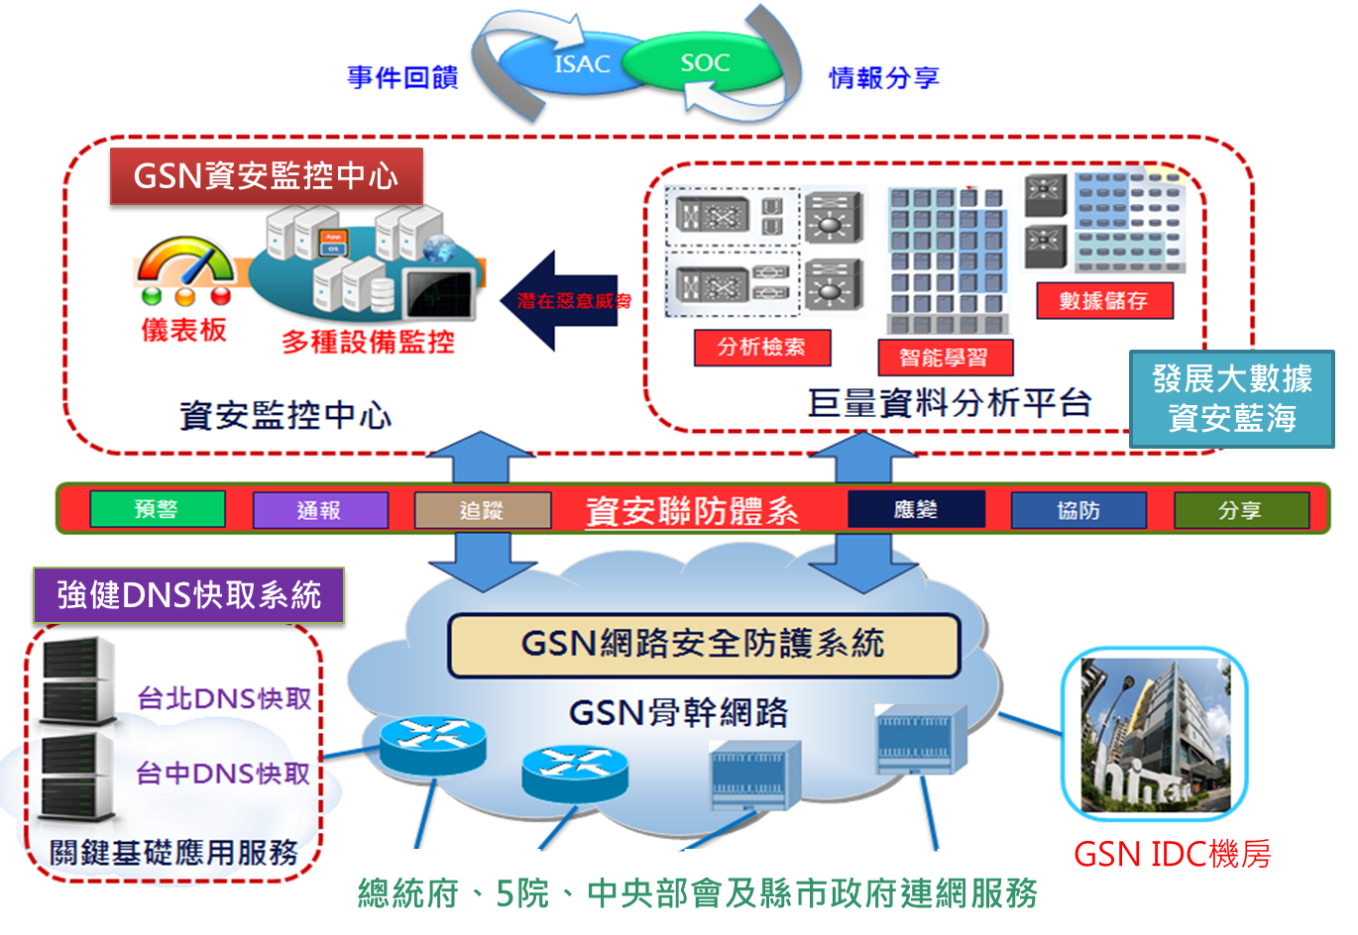 ISAC
SOC
事件回饋
情報分享
GSN資安監控中心
App
OS
儀表板
多種設備監控
潛在惡意威脅
分析檢索
智能學習
數據儲存
資安監控中心
巨量資料分析平台
發展大數據
資安藍海
預警
通報
追蹤
資安聯防體系
應變
協防
分享
強健DNS快取系統
台北DNS快取
台中DNS快取
關鍵基礎應用服務
GSN網路安全防護系統
GSN骨幹網路
GSN IDC機房
總統府、5院、中央部會及縣市政府連網服務